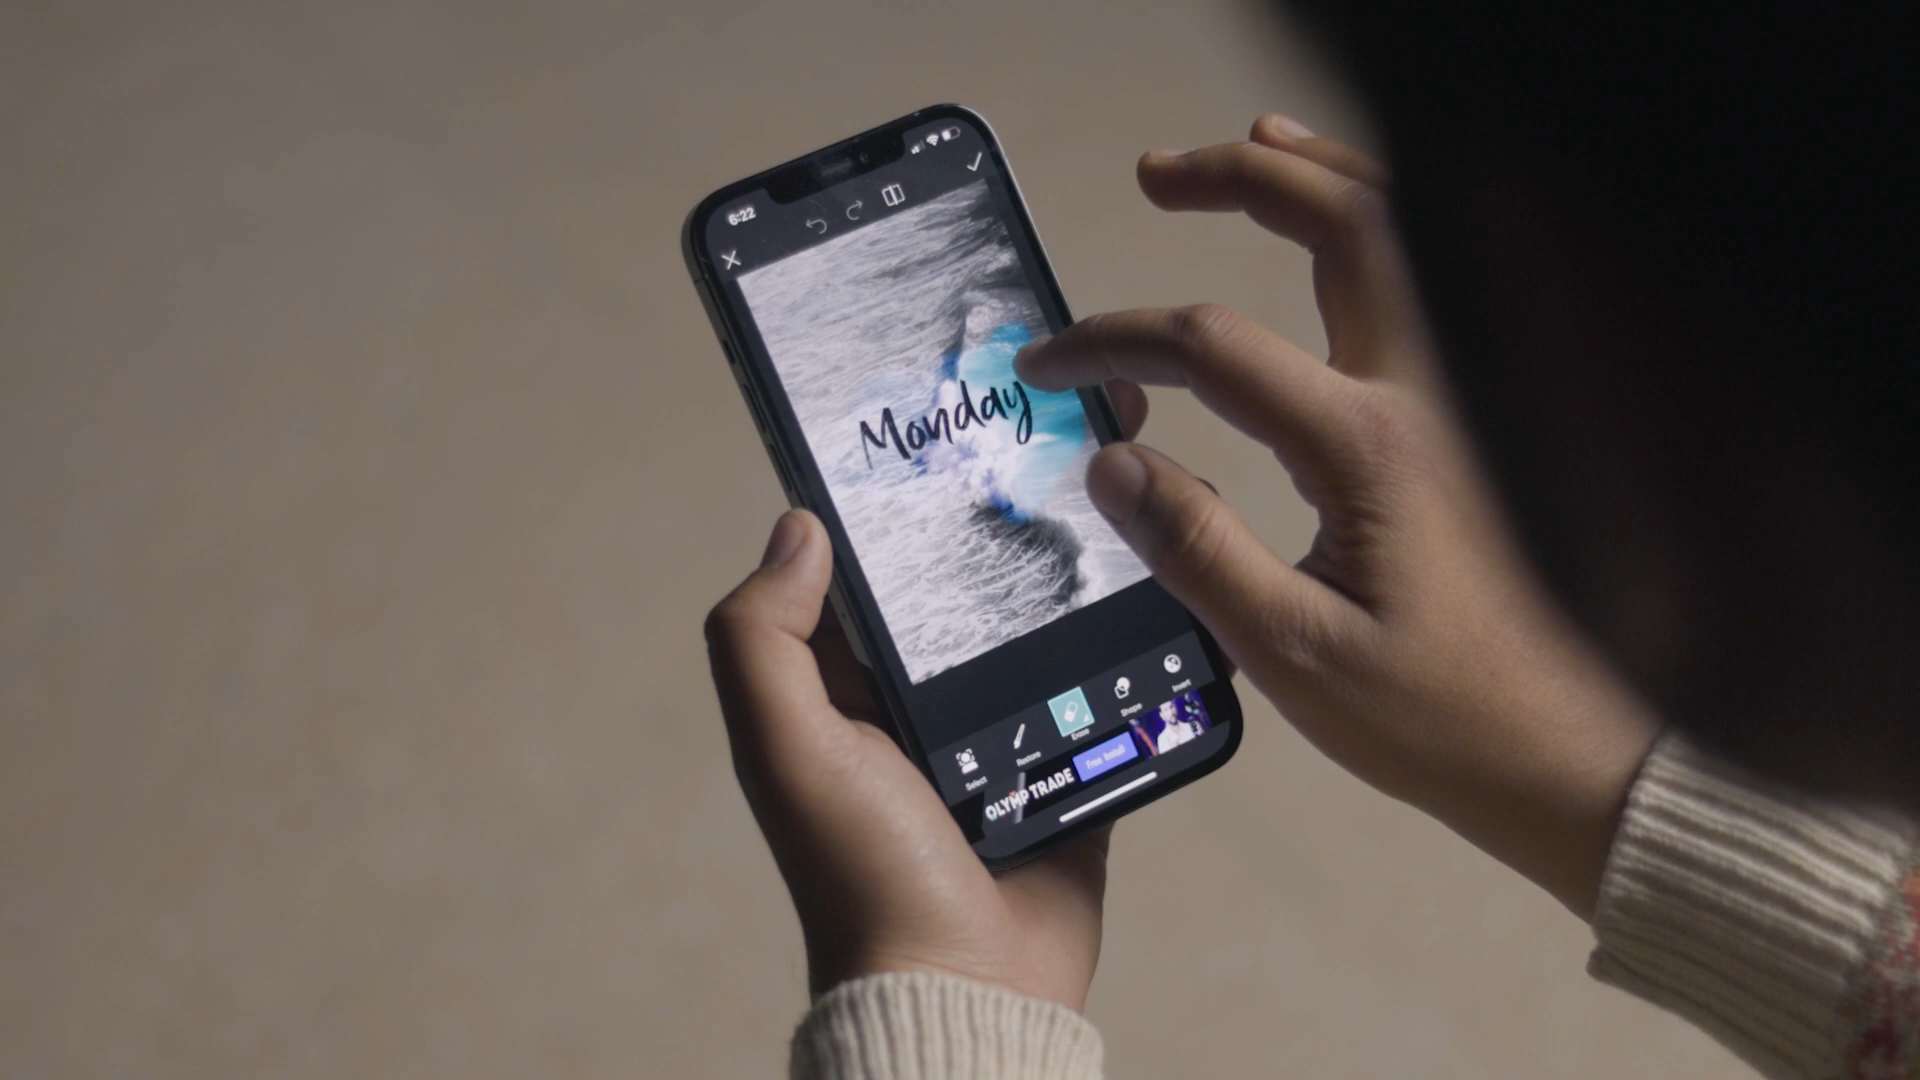 6:22
Monday
Select
Restore
Erase
Shape
Invert
OLYMP TRADE
Free Install